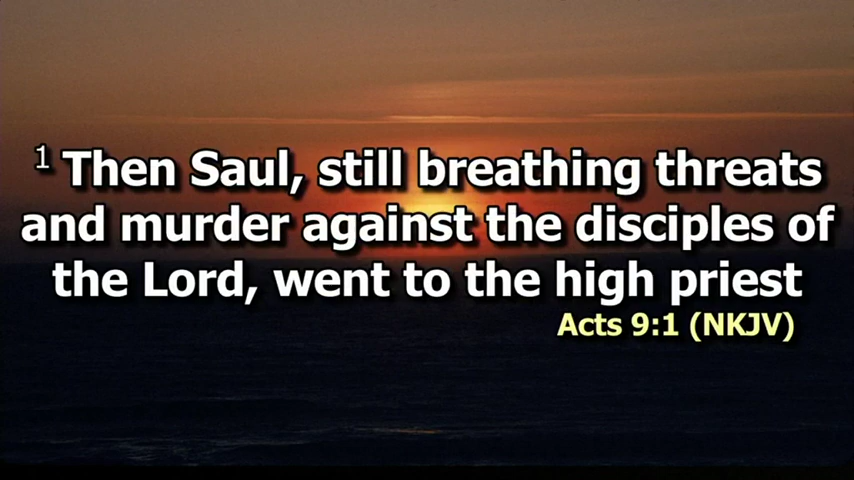 1 Then Saul, still breathing threats
and murder against the disciples of
the Lord, went to the high priest
Acts 9:1 (NKJV)